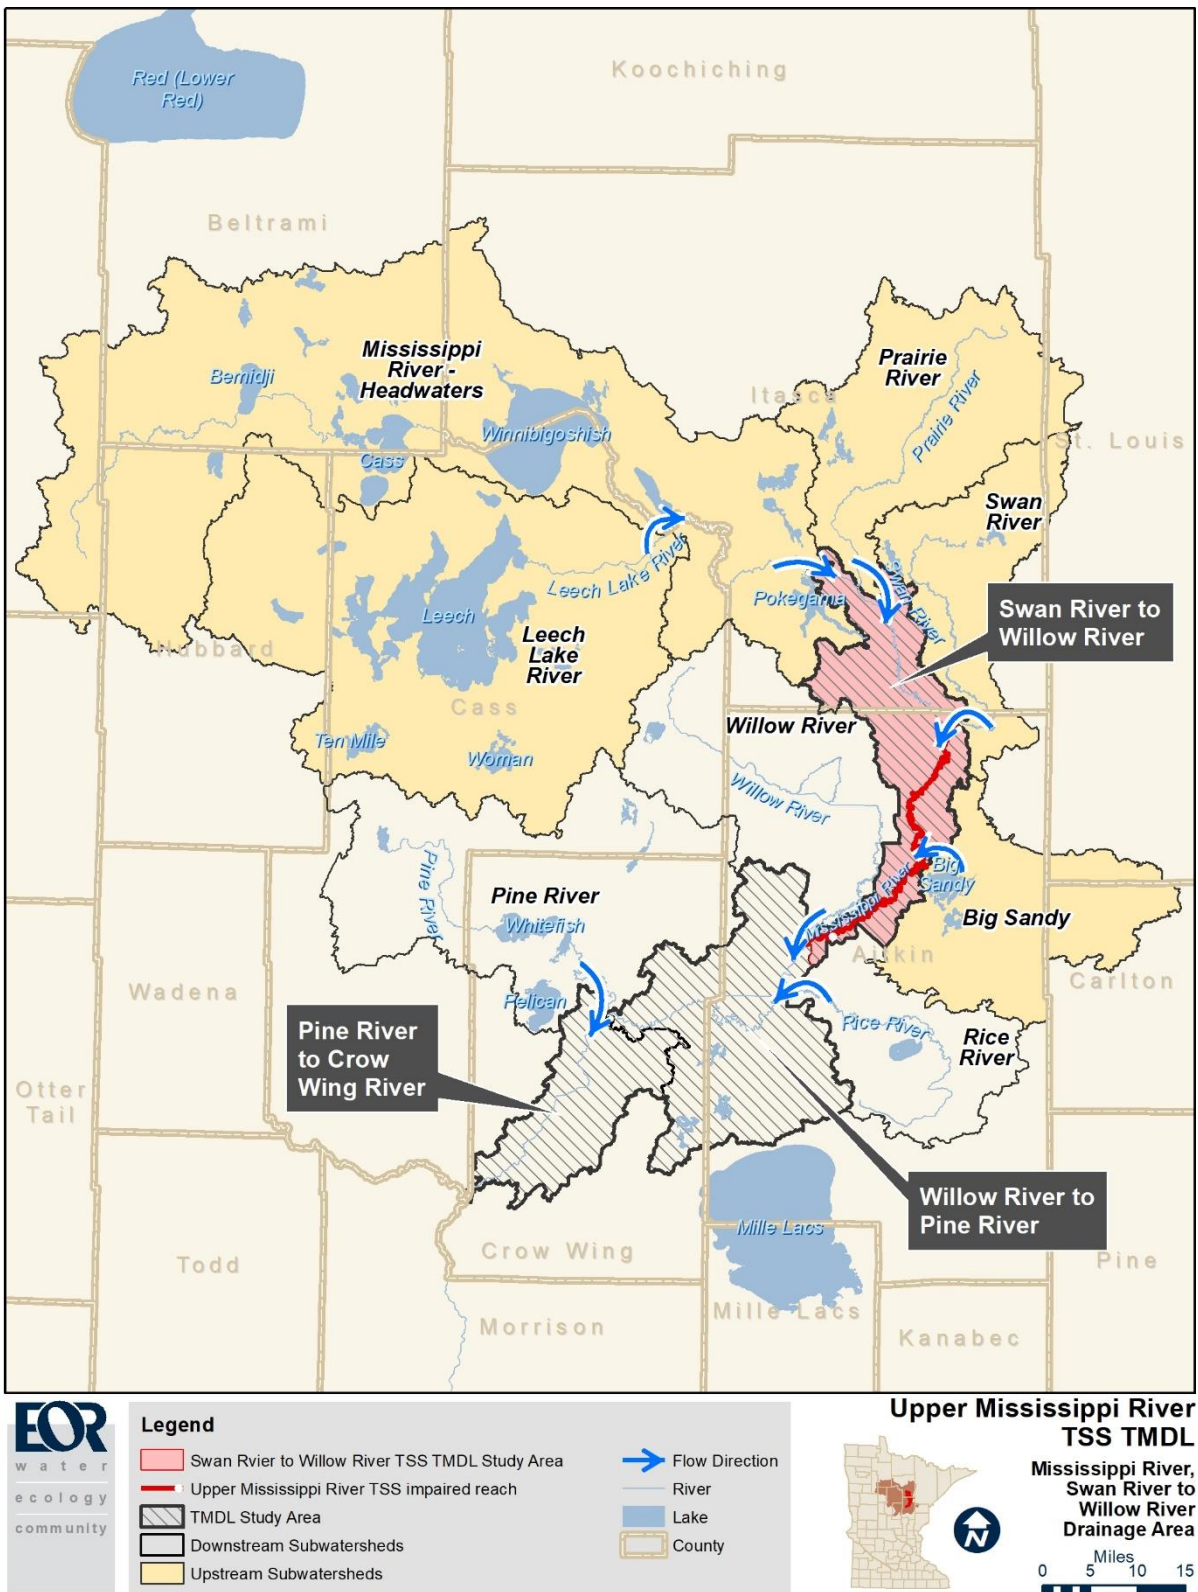 Red (Lower
Red)
Koochiching
Beltrami
Mississippi
River -
Headwaters
Prairie
River
Bemidji
Itasca
Prairie River
Winnibigoshish
St. Louis
Cass
Swan
River
Leech Lake River
Pokegama
Swan River
Swan River to
Willow River
Leech
Leech
Lake
River
Hubbard
Cass
Willow River
Ten Mile
Woman
Willow River
Pine River
Big
Sandy
Pine River
Whitefish
Mississippi River
Big Sandy
Aitkin
Wadena
Pelican
Carlton
Rice River
Rice
River
Pine River
to Crow
Wing River
Otter
Tail
Willow River to
Pine River
Mille Lacs
Crow Wing
Todd
Pine
Mille Lacs
Morrison
Kanabec
EOR
water
ecology
community
Legend
Swan Rvier to Willow River TSS TMDL Study Area
Upper Mississippi River TSS impaired reach
TMDL Study Area
Downstream Subwatersheds
Upstream Subwatersheds
Flow Direction
River
Lake
County
N
Upper Mississippi River
TSS TMDL
Mississippi River,
Swan River to
Willow River
Drainage Area
Miles
0 5 10 15